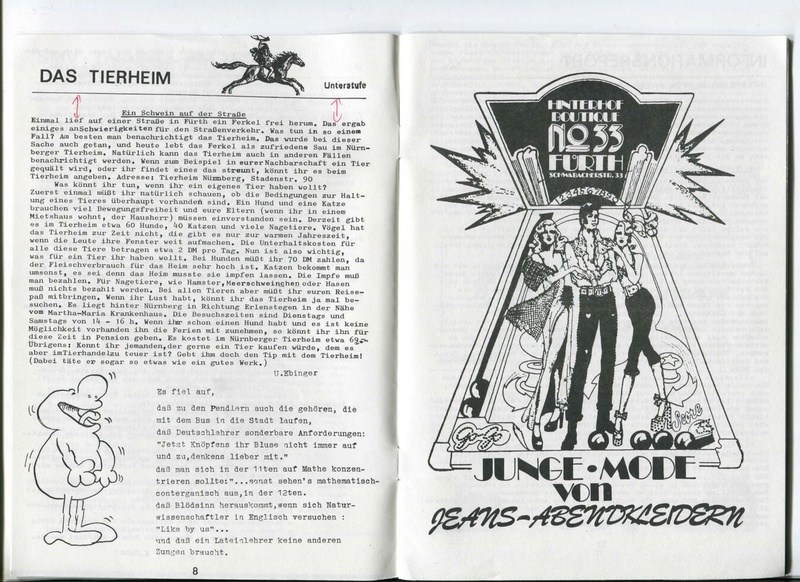 DAS TIERHEIM
Unterstufe
Ein Schwein auf der Straße
Einmal lief auf einer Straße in Fürth ein Ferkel frei herum. Das ergab
einiges an Schwierigkeiten für den Straßenverkehr. Was tun in so einem
Fall? Am besten man benachrichtigt das Tierheim. Das wurde bei dieser
Sache auch getan, und heute lebt das Ferkel als zufriedene Sau im Nürn-
berger Tierheim. Natürlich kann das Tierheim auch in anderen Fällen
benachrichtigt werden. Wenn zum Beispiel in eurer Nachbarschaft ein Tier
gequält wird, oder ihr findet eines das streunt, könnt ihr es beim
Tierheim angeben. Adresse: Tierheim Nürnberg, Stadenstr. 90
Was könnt ihr tun, wenn ihr ein eigenes Tier haben wollt?
Zuerst einmal müßt ihr natürlich schauen, ob die Bedingungen zur Halt-
ung eines Tieres überhaupt vorhanden sind. Ein Hund und eine Katze
brauchen viel Bewegungsfreiheit und eure Eltern (wenn ihr in einem
Mietshaus wohnt, der Hausherr) müssen einverstanden sein. Derzeit gibt
es im Tierheim etwa 60 Hunde, 40 Katzen und viele Nagetiere. Vögel hat
das Tierheim zur Zeit nicht, die gibt es nur zur warmen Jahreszeit,
wenn die Leute ihre Fenster weit aufmachen. Die Unterhaltskosten für
alle diese Tiere betragen etwa 2 DM pro Tag. Nun ist also wichtig,
was für ein Tier ihr haben wollt. Bei Hunden müßt ihr 70 DM zahlen, da
der Fleischverbrauch für das Heim sehr hoch ist. Katzen bekommt man
umsonst, es sei denn das Heim musste sie impfen lassen. Die Impfe muß
man bezahlen. Für Nagetiere, wie Hamster, Meerschweinghen oder Hasen
muß nichts bezahlt werden. Bei allen Tieren aber müßt ihr euren Reise-
paß mitbringen. Wenn ihr Lust habt, könnt ihr das Tierheim ja mal be-
suchen. Es liegt hinter Nürnberg in Richtung Erlenstegen in der Nähe
vom Martha-Maria Krankenhaus. Die Besuchszeiten sind Dienstags und
Samstags von 14 - 16 h. Wenn ihr schon einen Hund habt und es ist keine
Möglichkeit vorhanden ihn die Ferien mit zunehmen, so könnt ihr ihn für
diese Zeit in Pension geben. Es kostet im Nürnberger Tierheim etwa 6.-
Übrigens: Kennt ihr jemanden, der gerne ein Tier kaufen würde, dem es
aber im Tierhandel zu teuer ist? Gebt ihm doch den Tip mit dem Tierheim!
(Dabei täte er sogar so etwas wie ein gutes Werk.)
U.Ebinger
Es fiel auf,
daß zu den Pendlern auch die gehören, die
mit dem Bus in die Stadt laufen,
daß Deutschlehrer sonderbare Anforderungen:
"Jetzt Knöpfens ihr Bluse nicht immer auf
und zu, denkens lieber mit."
daß man sich in der 11ten auf Mathe konzen-
trieren sollte: "...sonst sehen's mathematisch-
conterganisch aus, in der 12ten.
daß Blödsinn herauskommt, wenn sich Natur-
wissenschaftler in Englisch versuchen :
"Like by us"...
und daß ein Lateinlehrer keine anderen
Zungen braucht.
8
HINTERHOF
BOUTIQUE
No 33
FÜRTH
SCHWABACHERSTR. 33
1 2 3 4 5 6 7 8 9
Go-Go
Score
JUNGE·MODE
von
JEANS-ABENDKLEIDERN